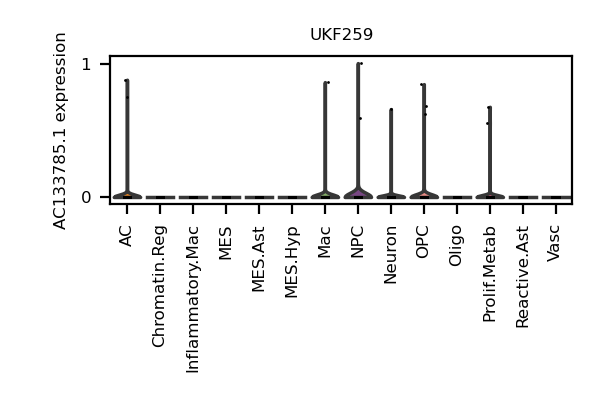 UKF259
AC133785.1 expression
1
0
AC
Chromatin.Reg
Inflammatory.Mac
MES
MES.Ast
MES.Hyp
Mac
NPC
Neuron
OPC
Oligo
Prolif.Metab
Reactive.Ast
Vasc